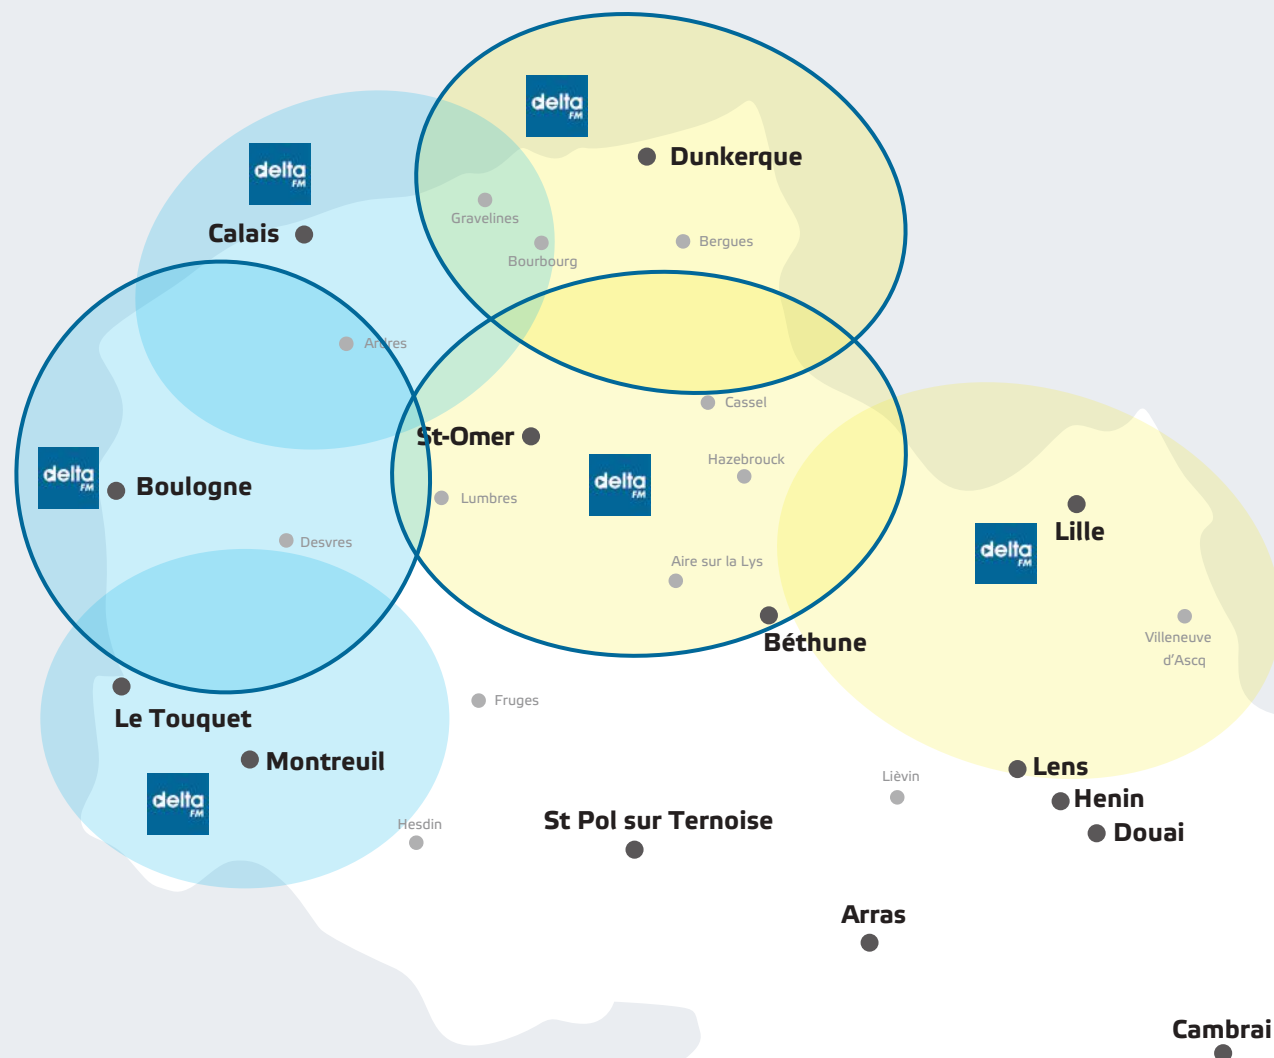 delta
FM
Dunkerque
delta
FM
Gravelines
Calais
Bergues
Bourbourg
Ardres
Cassel
St-Omer
Hazebrouck
delta
FM
Boulogne
delta
FM
Lumbres
Lille
Desvres
delta
FM
Aire sur la Lys
Béthune
Villeneuve
d'Ascq
Fruges
Le Touquet
Montreuil
Lens
Lièvin
Henin
delta
FM
Hesdin
St Pol sur Ternoise
Douai
Arras
Cambrai